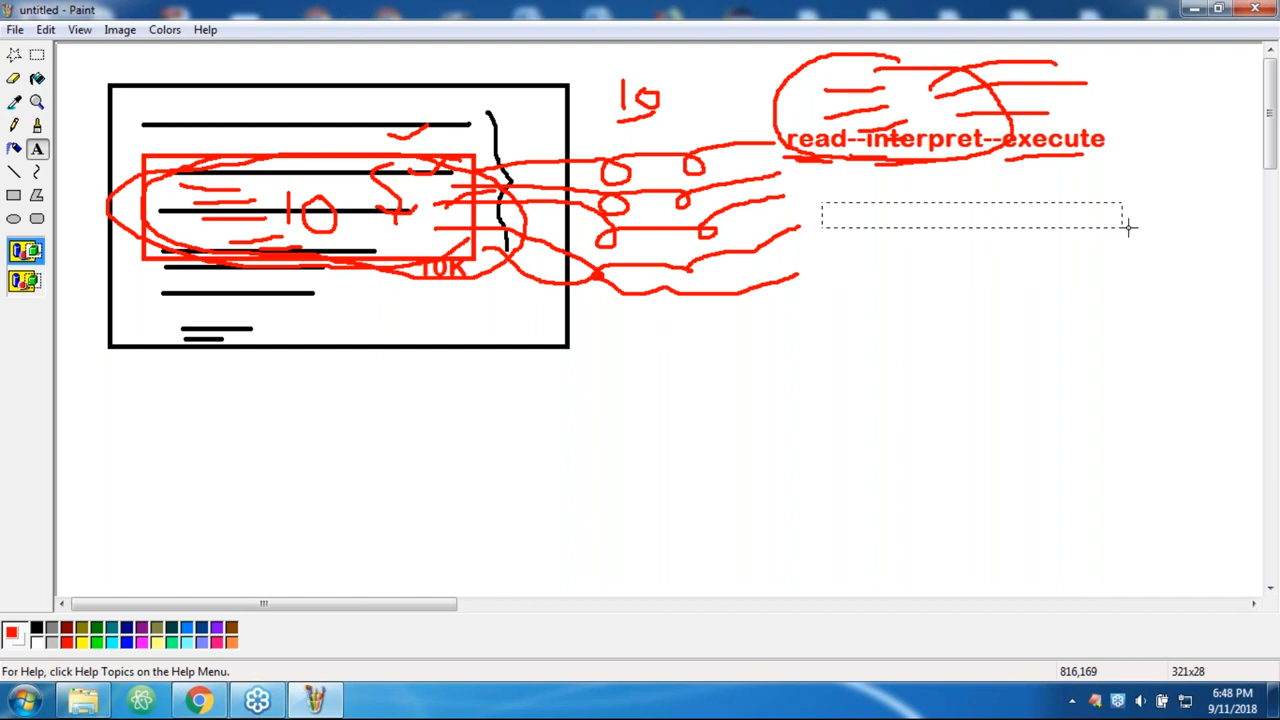 untitled - Paint
File Edit View Image Colors Help
10
read--interpret--execute
10
10K
For Help, click Help Topics on the Help Menu.
816,169
321x28
6:48 PM
9/11/2018